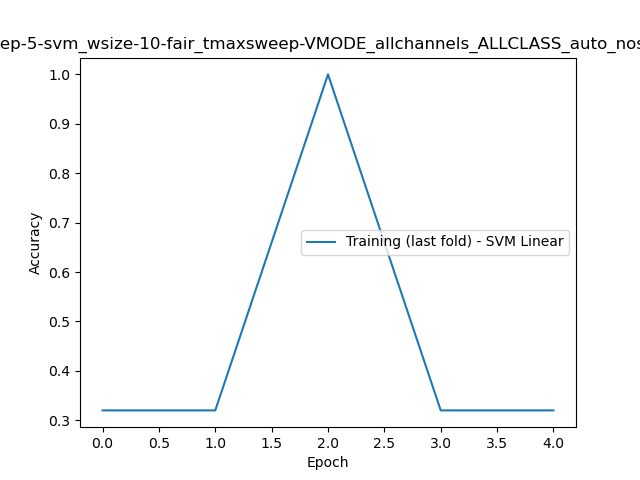 ep-5-svm_wsize-10-fair_tmaxsweep-VMODE_allchannels_ALLCLASS_auto_nos
1.0
0.9
0.8
0.7
0.6
0.5
0.4
0.3
Accuracy
Training (last fold) - SVM Linear
0.0 0.5 1.0 1.5 2.0 2.5 3.0 3.5 4.0
Epoch